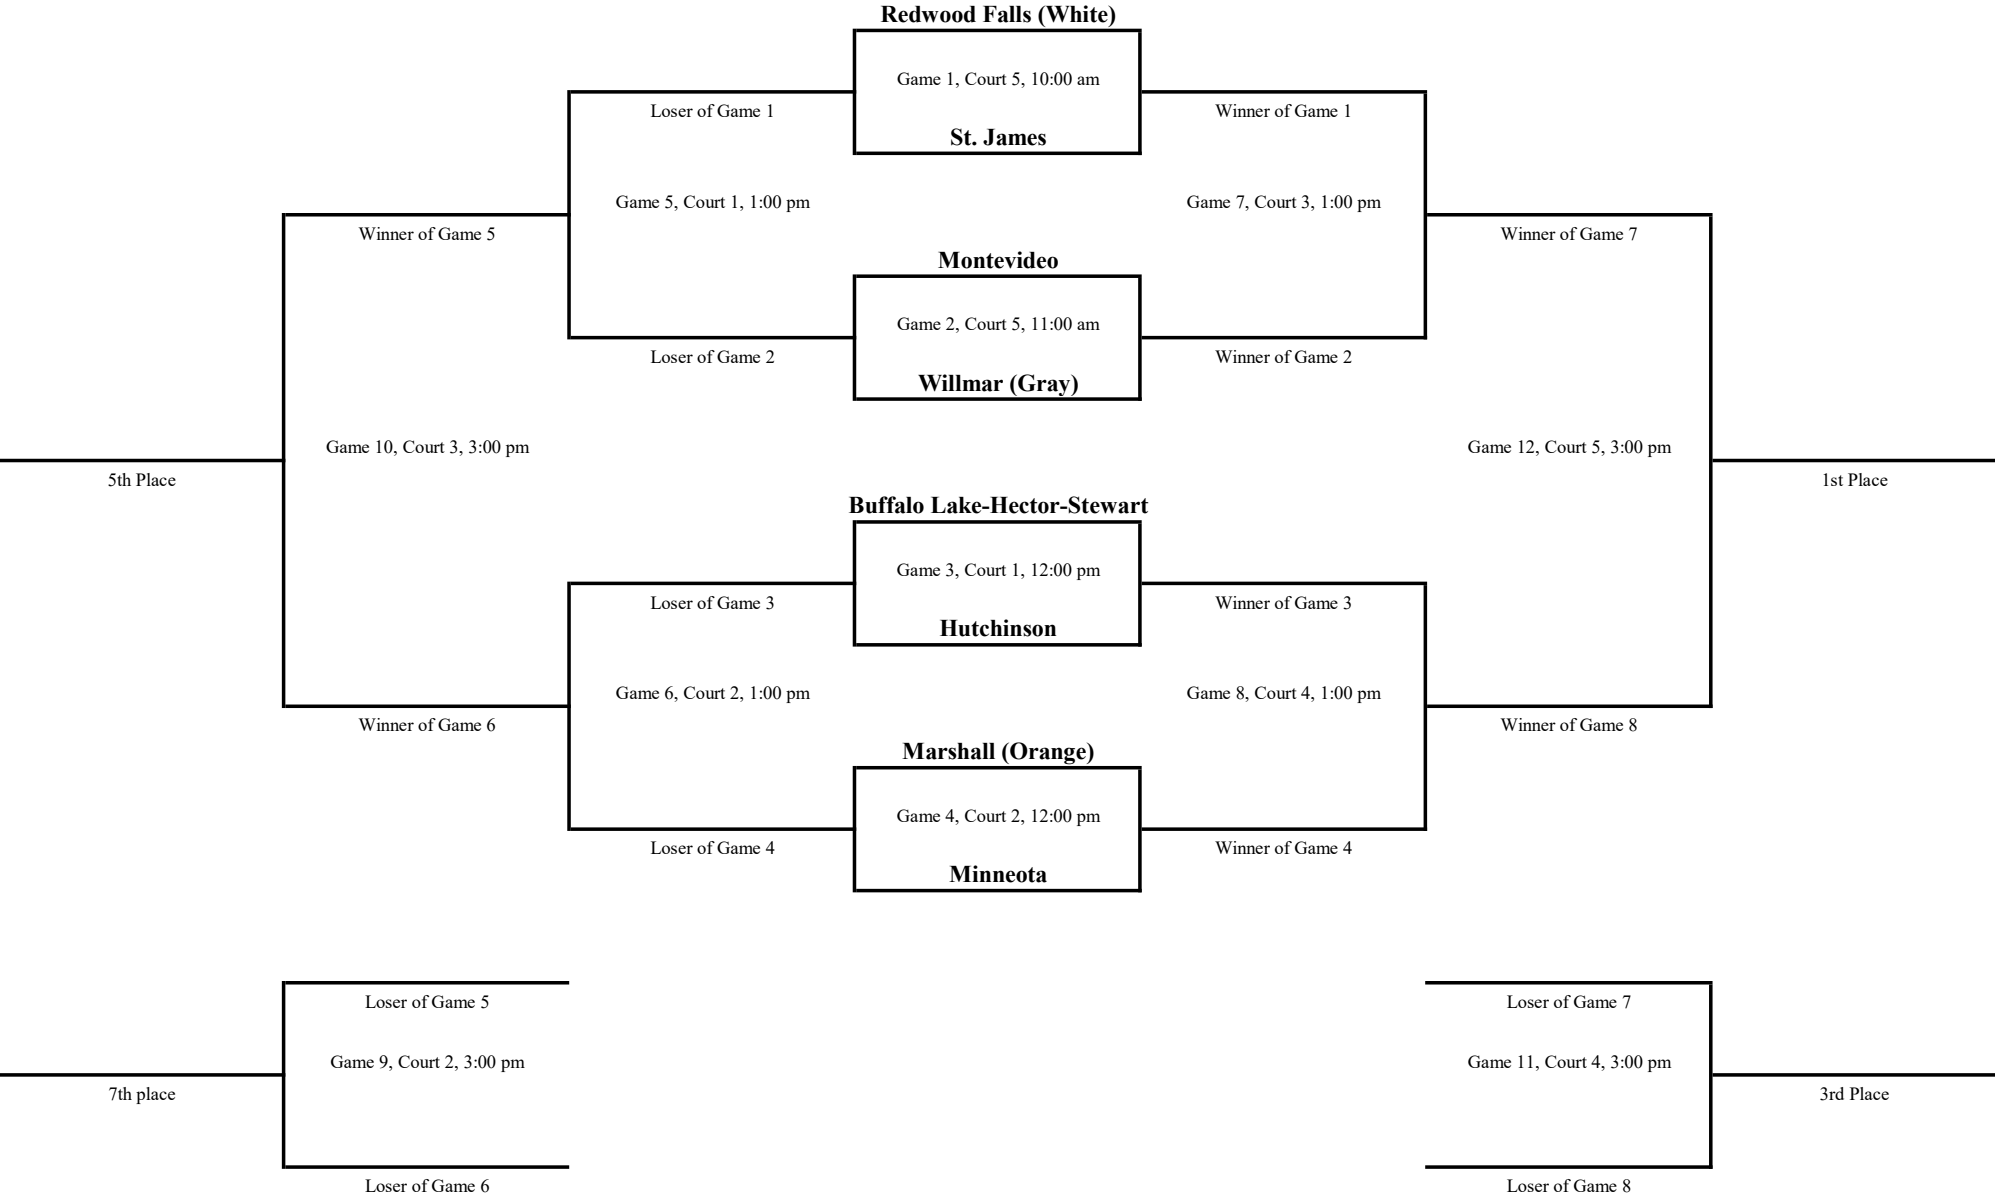 Redwood Falls (White)
Game 1, Court 5, 10:00 am
Loser of Game 1
Winner of Game 1
St. James
Game 5, Court 1, 1:00 pm
Game 7, Court 3, 1:00 pm
Winner of Game 5
Winner of Game 7
Montevideo
Game 2, Court 5, 11:00 am
Loser of Game 2
Winner of Game 2
Willmar (Gray)
Game 10, Court 3, 3:00 pm
Game 12, Court 5, 3:00 pm
5th Place
1st Place
Buffalo Lake-Hector-Stewart
Game 3, Court 1, 12:00 pm
Loser of Game 3
Winner of Game 3
Hutchinson
Game 6, Court 2, 1:00 pm
Game 8, Court 4, 1:00 pm
Winner of Game 6
Winner of Game 8
Marshall (Orange)
Game 4, Court 2, 12:00 pm
Loser of Game 4
Winner of Game 4
Minneota
Loser of Game 5
Loser of Game 7
Game 9, Court 2, 3:00 pm
Game 11, Court 4, 3:00 pm
7th place
3rd Place
Loser of Game 6
Loser of Game 8